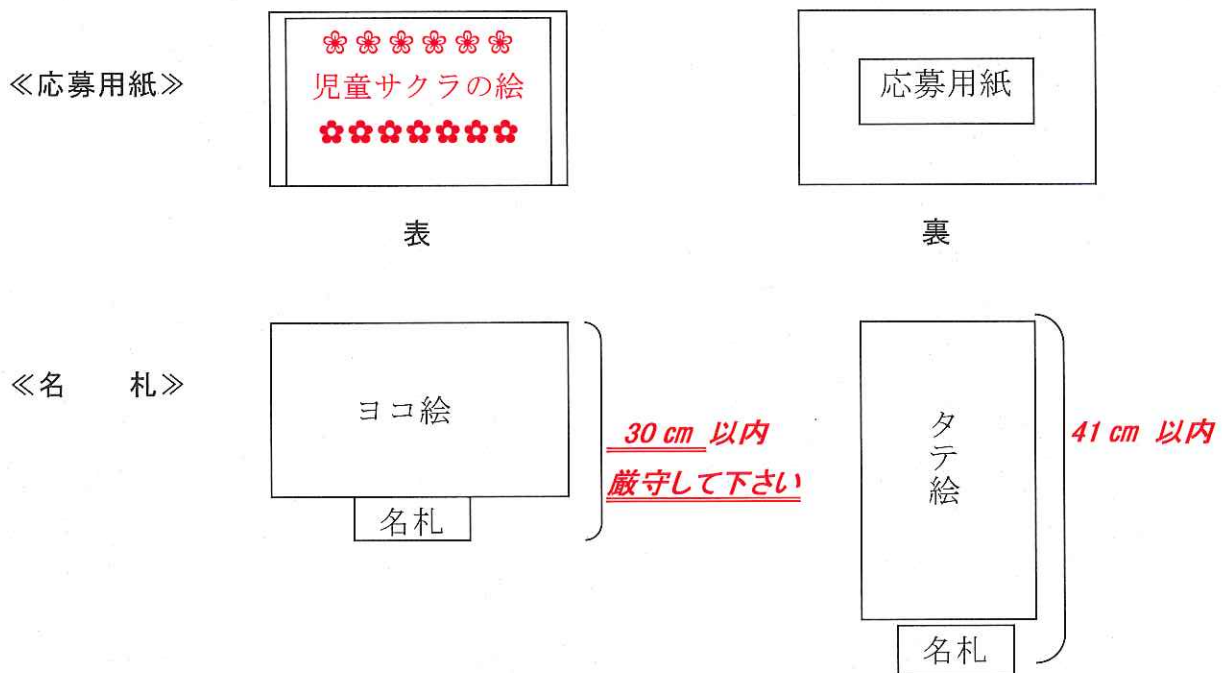 ≪応募用紙≫
児童サクラの絵
表
応募用紙
裏
≪名　　札≫
ヨコ絵
名札
30 cm 以内
厳守して下さい
タテ絵
名札
41 cm 以内